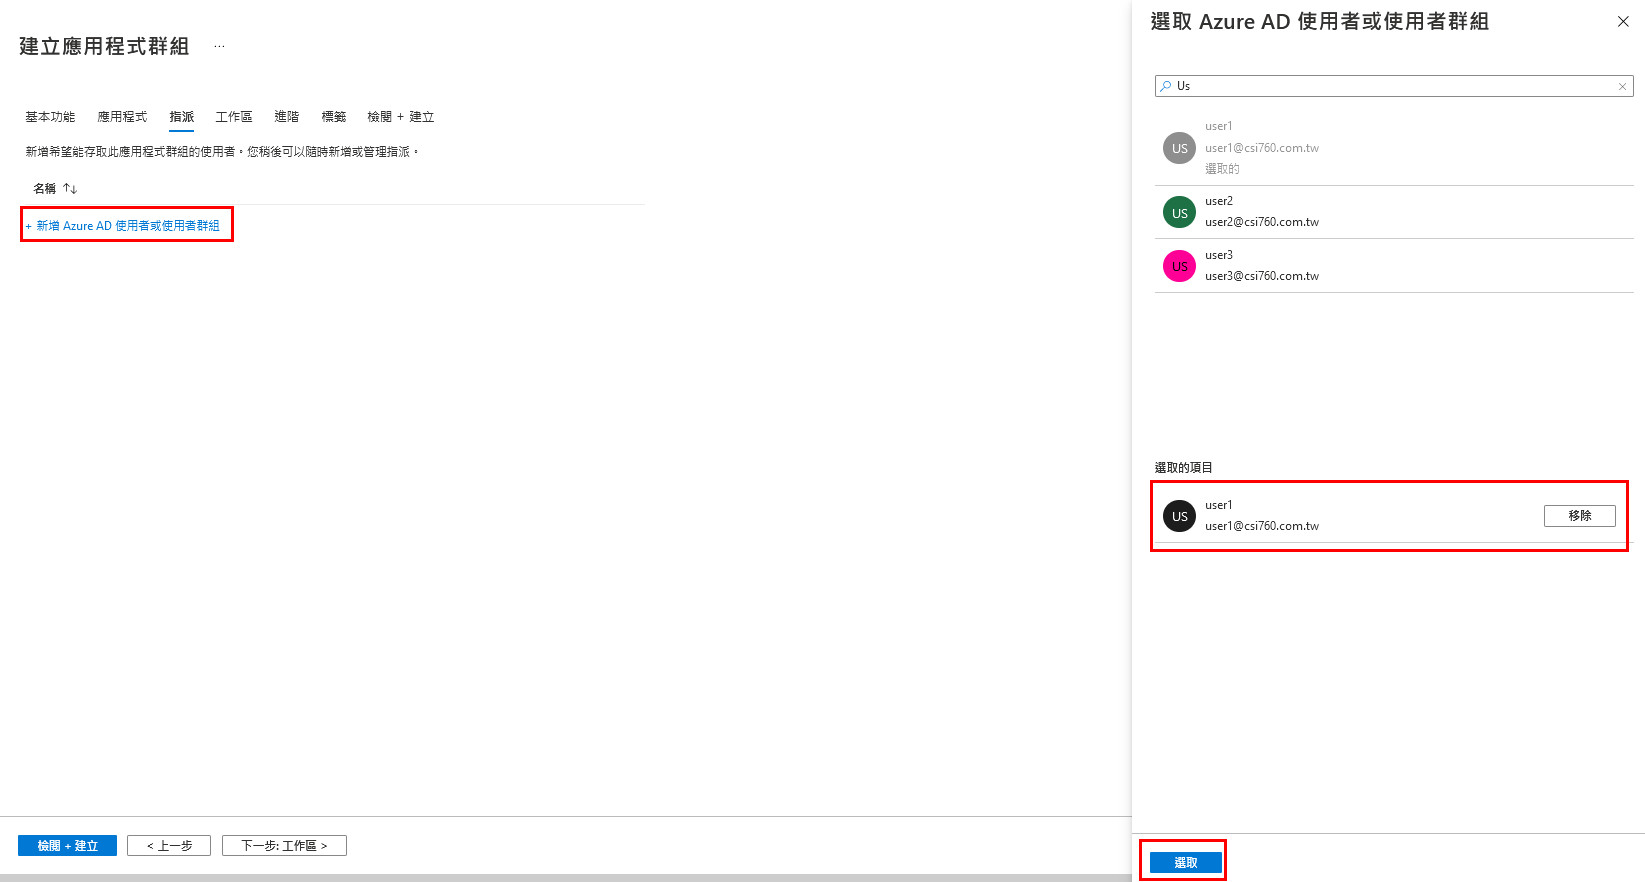 建立應用程式群組 ...
基本功能 應用程式 指派 工作區 進階 標籤 檢閱 + 建立
新增希望能存取此應用程式群組的使用者。您稍後可以隨時新增或管理指派。
名稱 ↑↓
+ 新增 Azure AD 使用者或使用者群組
檢閱 + 建立 < 上一步 下一步: 工作區 >
選取 Azure AD 使用者或使用者群組
Us
US
user1
user1@csi760.com.tw
選取的
US
user2
user2@csi760.com.tw
US
user3
user3@csi760.com.tw
選取的項目
US
user1
user1@csi760.com.tw
移除
選取